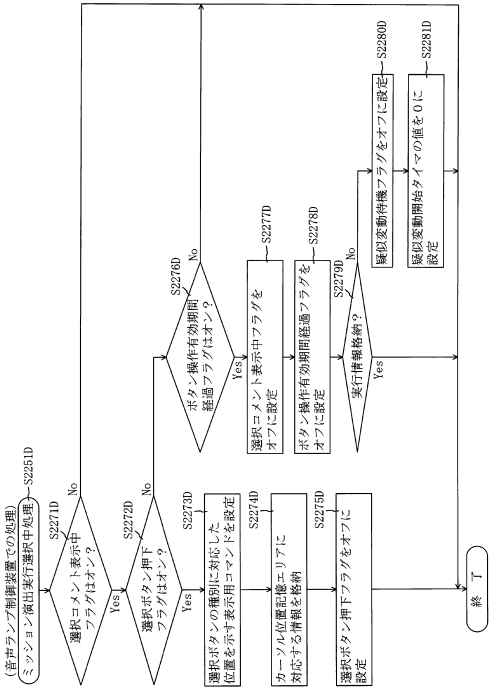 (音声ランプ制御装置での処理)
ミッション演出実行選択中処理
S2251D
S2271D
選択コメント表示中
フラグはオン?
No
Yes
S2272D
選択ボタン押下
フラグはオン?
No
Yes
S2273D
選択ボタンの種別に対応した
位置を示す表示用コマンドを設定
S2274D
カーソル位置記憶エリアに
対応する情報を格納
S2275D
選択ボタン押下フラグをオフに
設定
S2276D
ボタン操作有効期間
経過フラグはオン?
No
Yes
S2277D
選択コメント表示中フラグを
オフに設定
S2278D
ボタン操作有効期間経過フラグを
オフに設定
S2279D
実行情報格納?
No
Yes
S2280D
疑似変動待機フラグをオフに設定
S2281D
疑似変動開始タイマの値を0に
設定
終 了